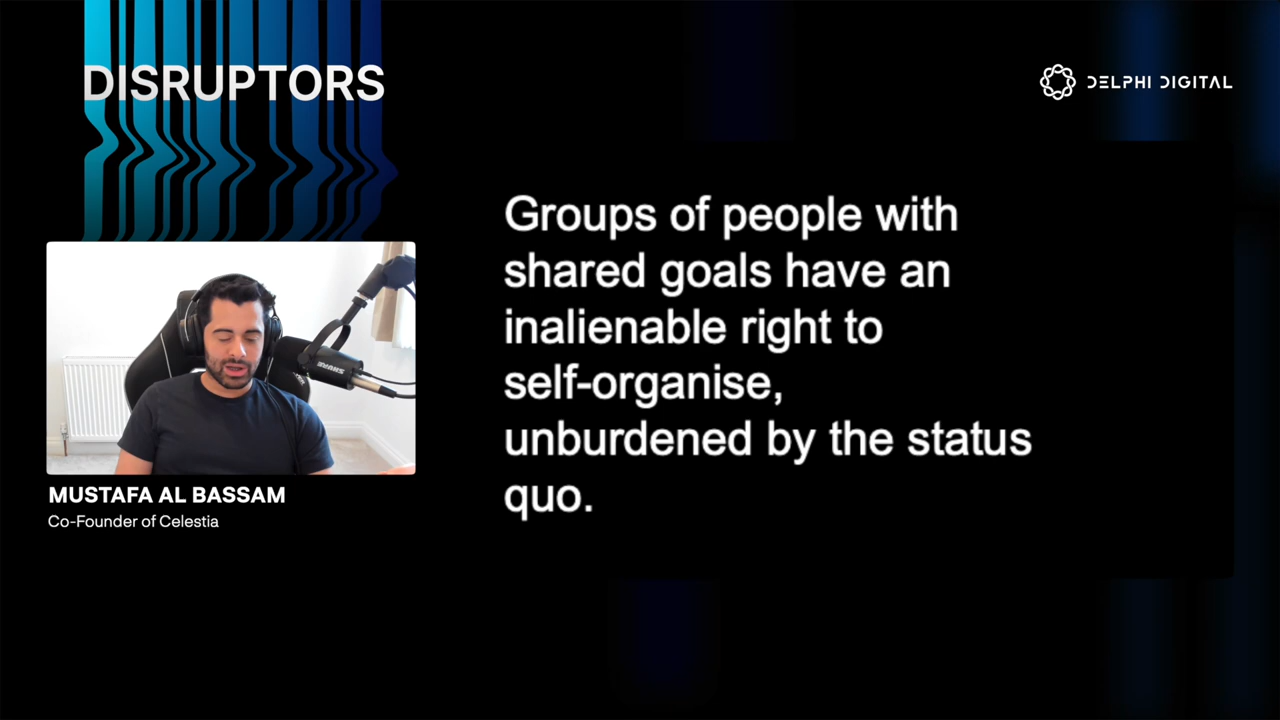 DISRUPTORS
DELPHI DIGITAL
Groups of people with
shared goals have an
inalienable right to
self-organise,
unburdened by the status
quo.
SHURE
MUSTAFA AL BASSAM
Co-Founder of Celestia